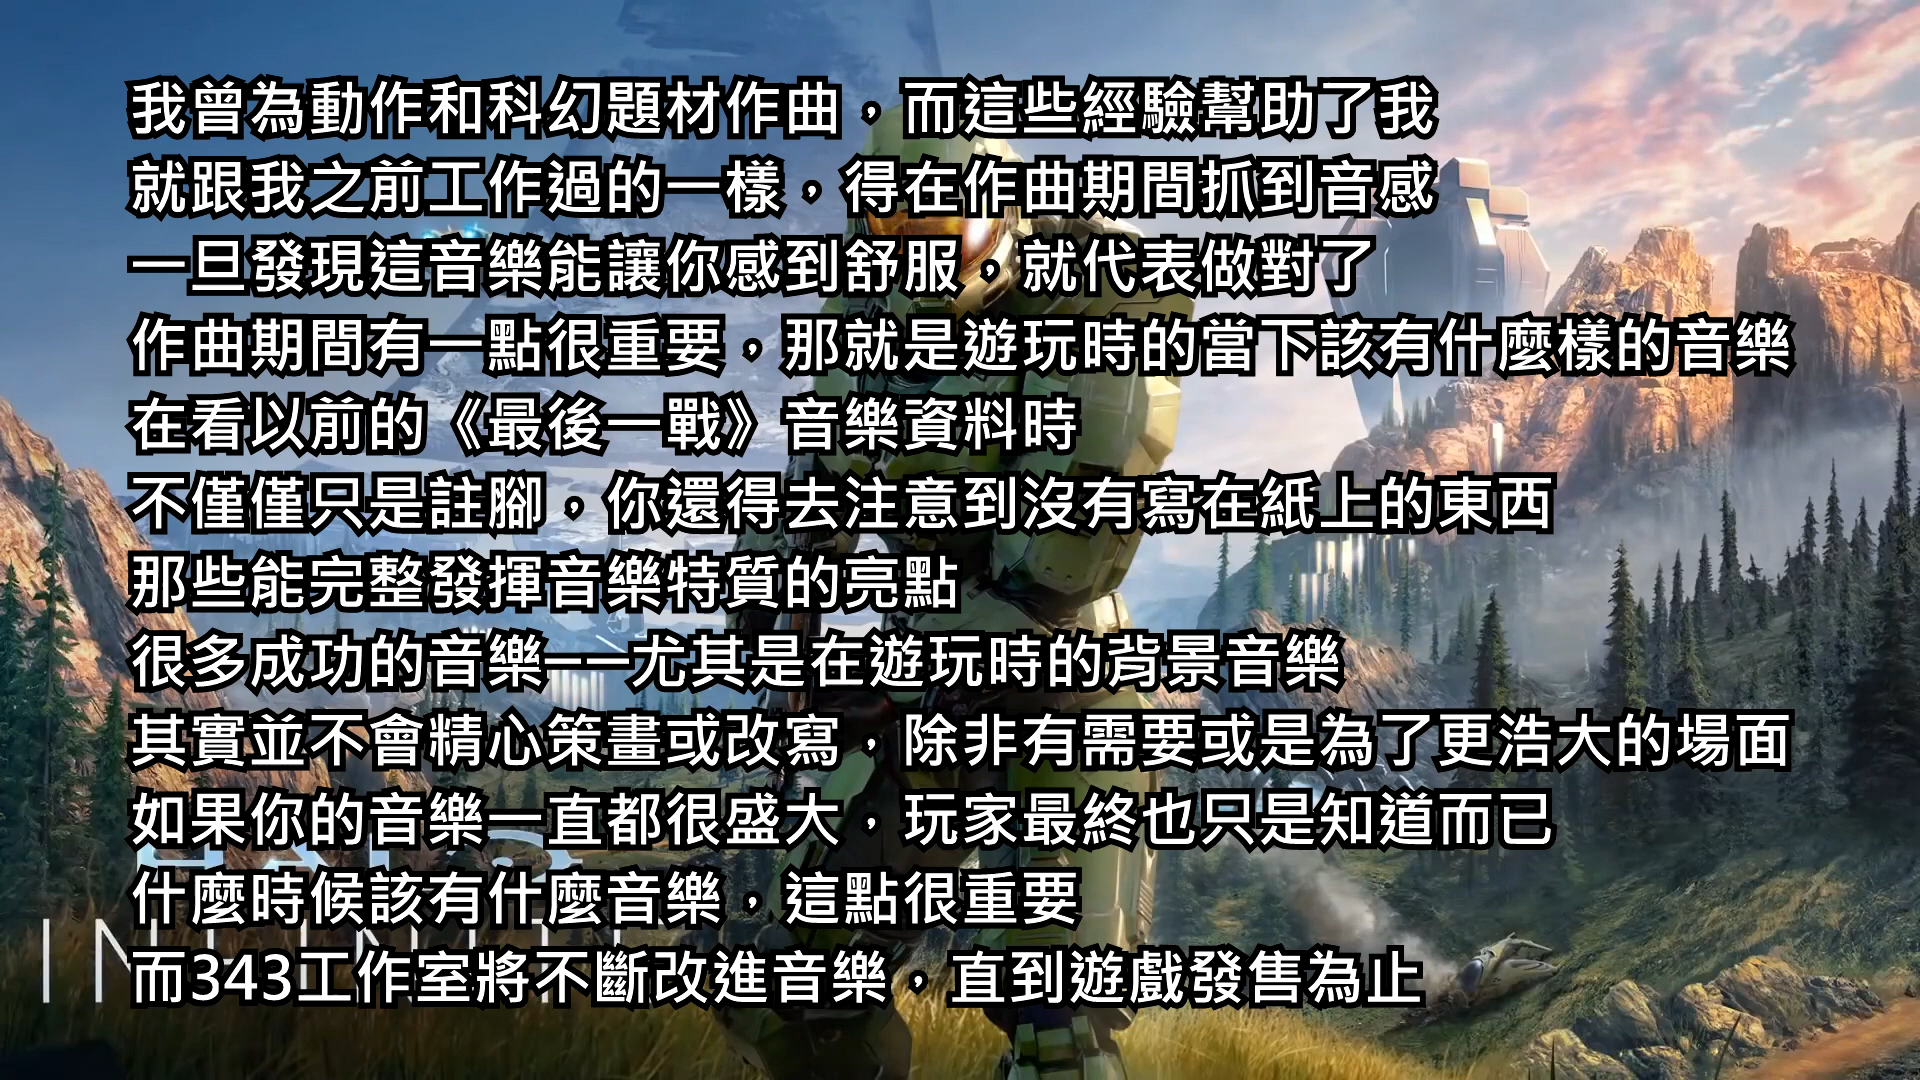 我曾為動作和科幻題材作曲，而這些經驗幫助了我
就跟我之前工作過的一樣，得在作曲期間抓到音感
一旦發現這音樂能讓你感到舒服，就代表做對了
作曲期間有一點很重要，那就是遊玩時的當下該有什麼樣的音樂
在看以前的《最後一戰》音樂資料時
不僅僅只是註腳，你還得去注意到沒有寫在紙上的東西
那些能完整發揮音樂特質的亮點
很多成功的音樂——尤其是在遊玩時的背景音樂
其實並不會精心策畫或改寫，除非有需要或是為了更浩大的場面
如果你的音樂一直都很盛大，玩家最終也只是知道而已
什麼時候該有什麼音樂，這點很重要
而343工作室將不斷改進音樂，直到遊戲發售為止